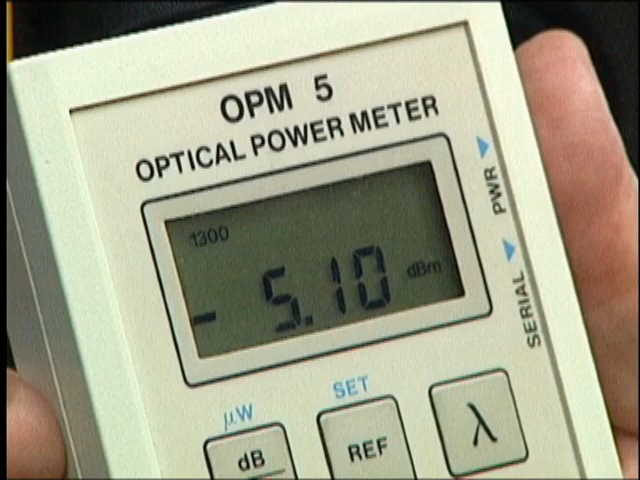 OPM 5
OPTICAL POWER METER
PWR
1300
- 5.10 dBm
SERIAL
µW
SET
dB
REF
λ